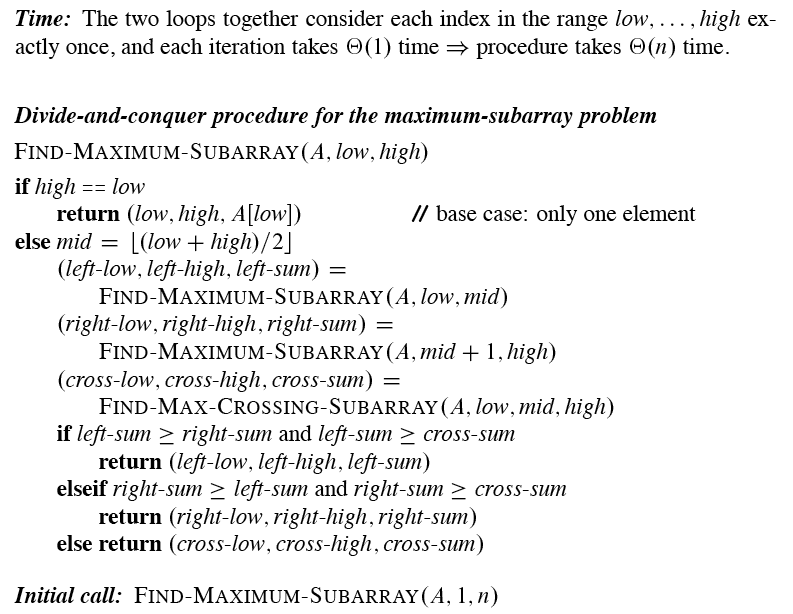 Time: The two loops together consider each index in the range low, . . . , high ex-
actly once, and each iteration takes Θ(1) time ⇒ procedure takes Θ(n) time.
Divide-and-conquer procedure for the maximum-subarray problem
FIND-MAXIMUM-SUBARRAY(A, low, high)
if high == low
return (low, high, A[low]) // base case: only one element
else mid = ⌊(low + high)/2⌋
(left-low, left-high, left-sum) =
FIND-MAXIMUM-SUBARRAY(A, low, mid)
(right-low, right-high, right-sum) =
FIND-MAXIMUM-SUBARRAY(A, mid + 1, high)
(cross-low, cross-high, cross-sum) =
FIND-MAX-CROSSING-SUBARRAY(A, low, mid, high)
if left-sum ≥ right-sum and left-sum ≥ cross-sum
return (left-low, left-high, left-sum)
elseif right-sum ≥ left-sum and right-sum ≥ cross-sum
return (right-low, right-high, right-sum)
else return (cross-low, cross-high, cross-sum)
Initial call: FIND-MAXIMUM-SUBARRAY(A, 1, n)